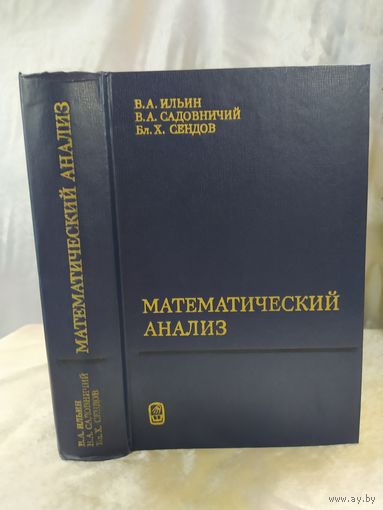 В.А. ИЛЬИН
В.А. САДОВНИЧИЙ
Бл. Х. СЕНДОВ
МАТЕМАТИЧЕСКИЙ
АНАЛИЗ
МАТЕМАТИЧЕСКИЙ АНАЛИЗ
В.А. ИЛЬИН
В.А. САДОВНИЧИЙ
Бл. Х. СЕНДОВ
www.ay.by